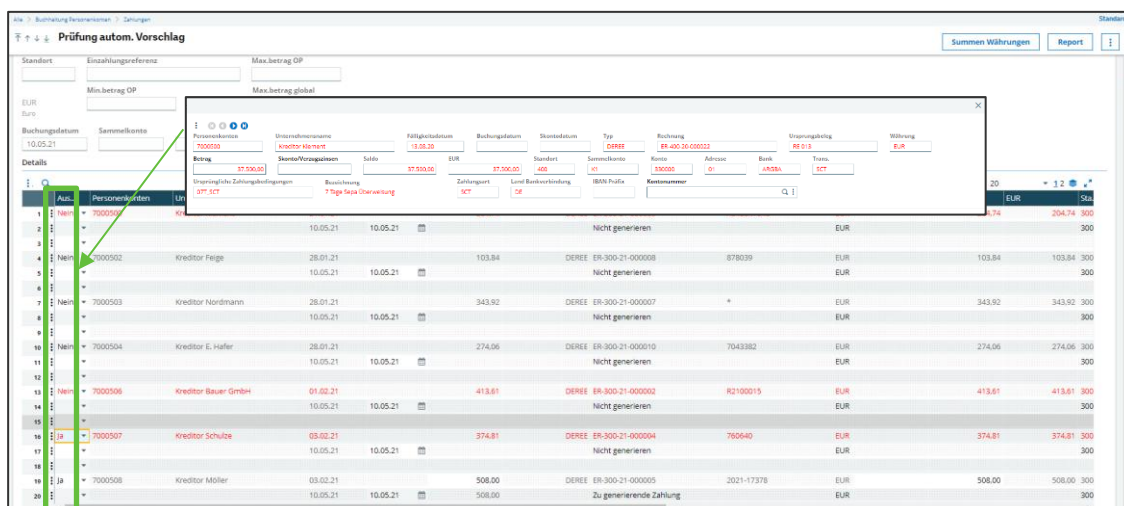 Alle > Buchhaltung Personenkonten > Zahlungen
Standard
Prüfung autom. Vorschlag
Summen Währungen Report
Standort Einzahlungsreferenz Max.betrag OP
Min.betrag OP Max.betrag global
EUR
Euro
Buchungsdatum Sammelkonto
10.05.21
Details
Personenkonten Unternehmensname Fälligkeitsdatum Buchungsdatum Skontodatum Typ Rechnung Ursprungsbeleg Währung
7000500 Kreditor Klement 13.05.20 DEREE ER-400-20-000022 RE 013 EUR
Betrag Skonto/Verzugszinsen Saldo EUR Standort Sammelkonto Konto Adresse Bank Trans.
37.500,00 37.500,00 37.500,00 400 K1 330000 01 SCT
Ursprüngliche Zahlungsbedingungen Bezeichnung Zahlungsart Land Bankverbindung IBAN Präfix Kontonummer
07T_SCT 7 Tage Sepa Überweisung SCT DE
20 1 2
Aus... Personenkonten Un EUR Sta.
1 Nein 7000500 204,74 300
2 10.05.21 10.05.21 Nicht generieren EUR 300
3
4 Nein 7000502 Kreditor Feige 28.01.21 103,84 DEREE ER-300-21-000008 878039 EUR 103,84 103,84 300
5 10.05.21 10.05.21 Nicht generieren EUR 300
6
7 Nein 7000503 Kreditor Nordmann 28.01.21 343,92 DEREE ER-300-21-000007 * EUR 343,92 343,92 300
8 10.05.21 10.05.21 Nicht generieren EUR 300
9
10 Nein 7000504 Kreditor E. Hafer 28.01.21 274,06 DEREE ER-300-21-000010 7043382 EUR 274,06 274,06 300
11 10.05.21 10.05.21 Nicht generieren EUR 300
12
13 Nein 7000506 Kreditor Bauer GmbH 01.02.21 413,61 DEREE ER-300-21-000002 R2100015 EUR 413,61 413,61 300
14 10.05.21 10.05.21 Nicht generieren EUR 300
15
16 Ja 7000507 Kreditor Schulze 03.02.21 374,81 DEREE ER-300-21-000004 760640 EUR 374,81 374,81 300
17 10.05.21 10.05.21 Nicht generieren EUR 300
18
19 Ja 7000508 Kreditor Möller 03.02.21 508,00 DEREE ER-300-21-000005 2021-17378 EUR 508,00 508,00 300
20 10.05.21 10.05.21 508,00 Zu generierende Zahlung EUR 300